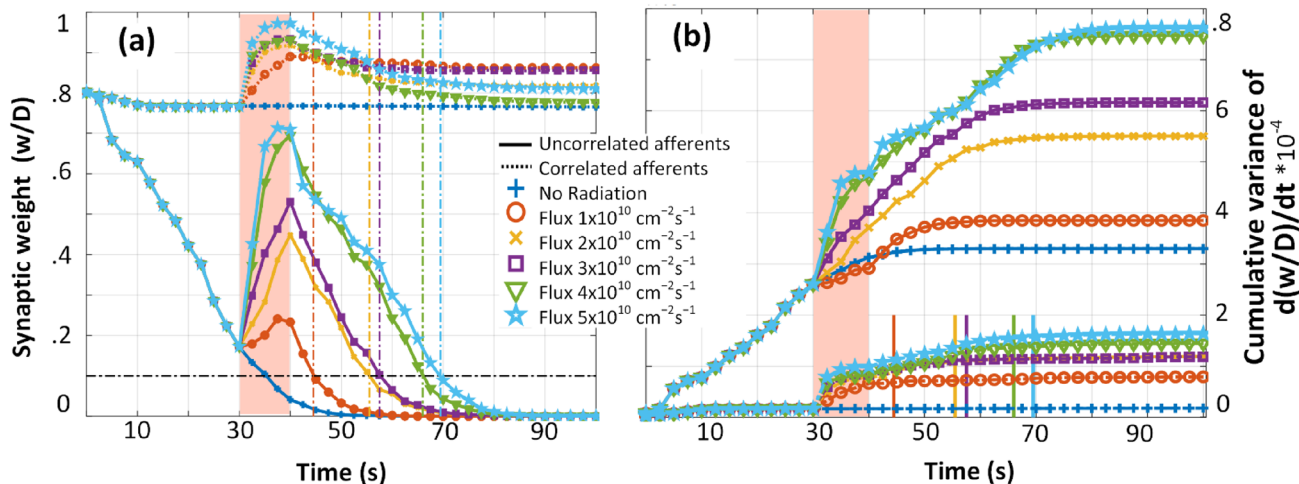 (a)
Synaptic weight (w/D)
1
.8
.6
.4
0.2
0
10
30
50
70
90
Time (s)
Uncorrelated afferents
Correlated afferents
No Radiation
Flux 1x10¹⁰ cm⁻²s⁻¹
Flux 2x10¹⁰ cm⁻²s⁻¹
Flux 3x10¹⁰ cm⁻²s⁻¹
Flux 4x10¹⁰ cm⁻²s⁻¹
Flux 5x10¹⁰ cm⁻²s⁻¹
(b)
10
30
50
70
90
Time (s)
.8
6
4
2
0
Cumulative variance of
d(w/D)/dt *10⁻⁴